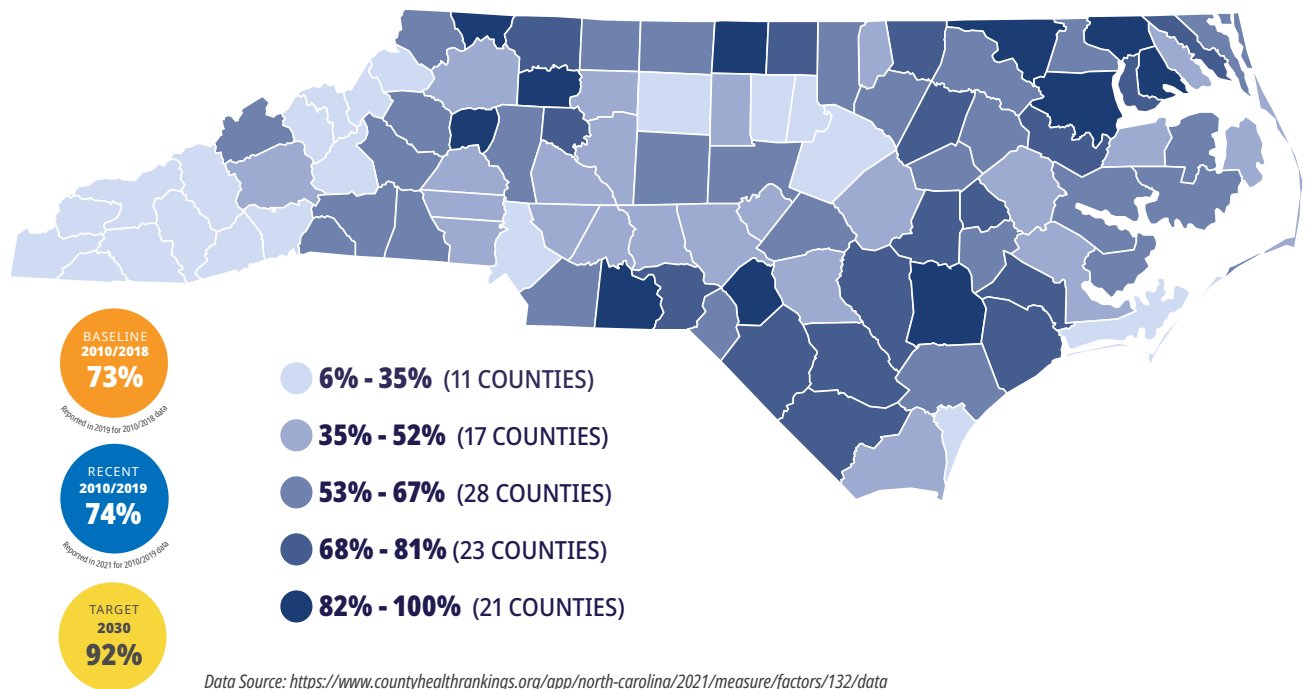 BASELINE
2010/2018
73%
Reported in 2019 for 2010/2018 data
RECENT
2010/2019
74%
Reported in 2021 for 2010/2019 data
TARGET
2030
92%
6% - 35% (11 COUNTIES)
35% - 52% (17 COUNTIES)
53% - 67% (28 COUNTIES)
68% - 81% (23 COUNTIES)
82% - 100% (21 COUNTIES)
Data Source: https://www.countyhealthrankings.org/app/north-carolina/2021/measure/factors/132/data